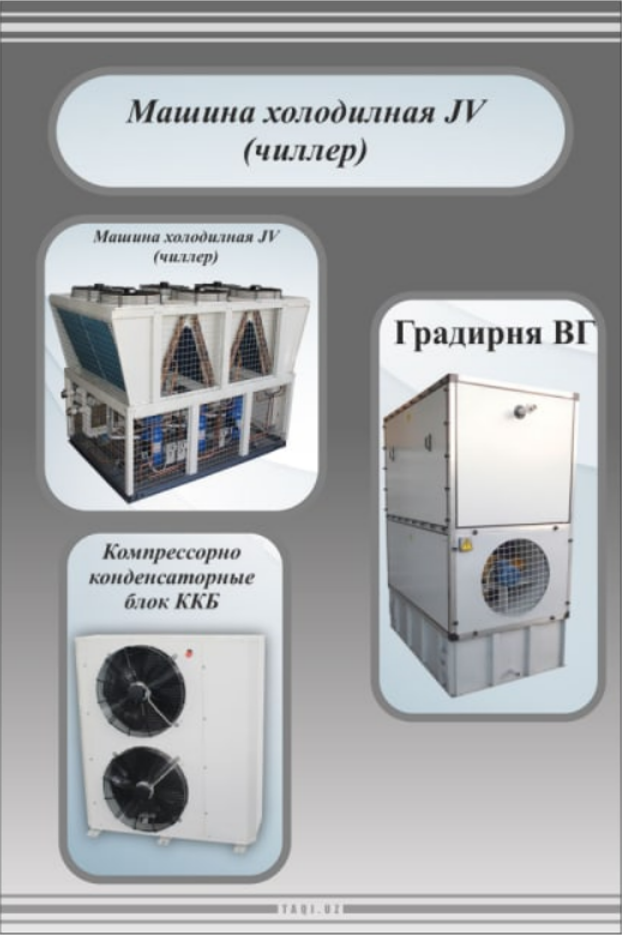 Машина холодилная JV
(чиллер)
Машина холодилная JV
(чиллер)
Градирня ВГ
Компрессорно
конденсаторные
блок ККБ
TAQI.UZ